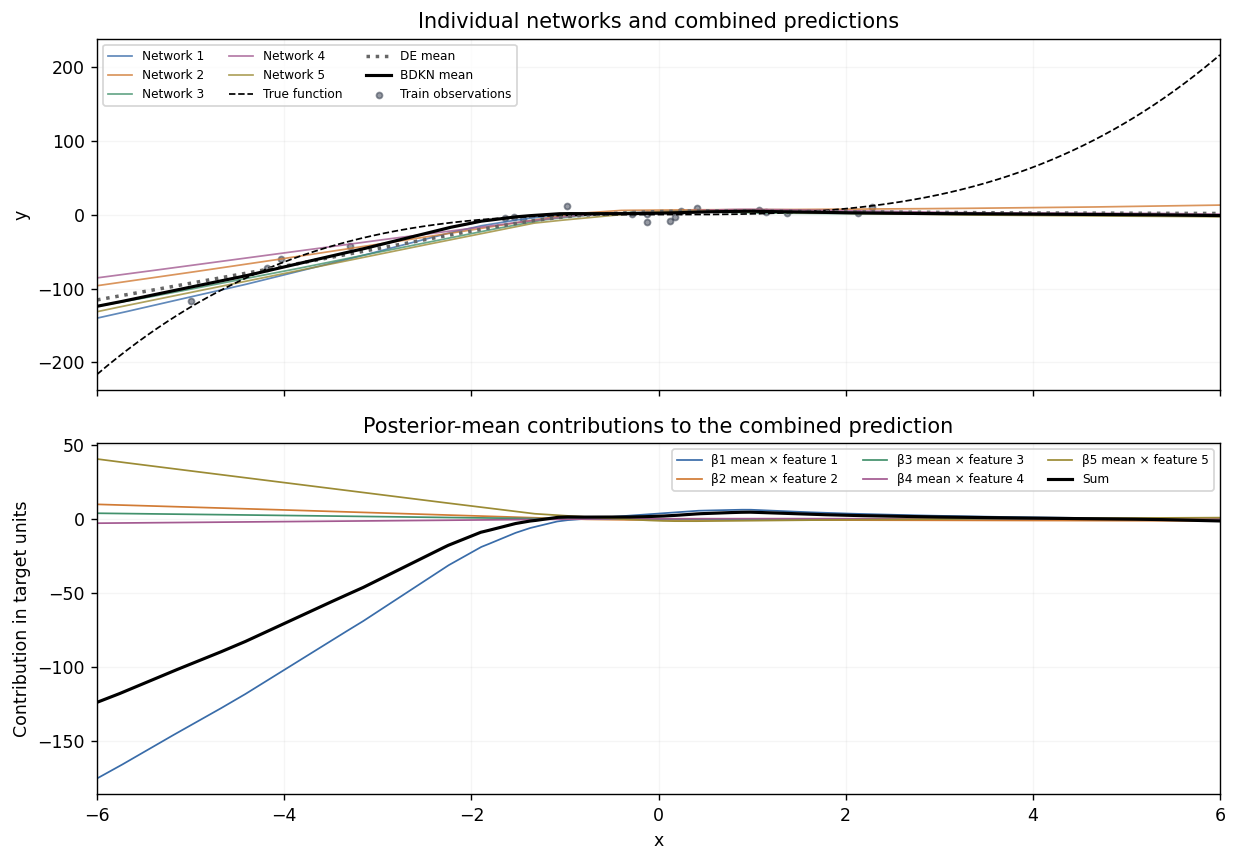 Individual networks and combined predictions
Network 1 Network 4 DE mean
Network 2 Network 5 BDKN mean
Network 3 True function Train observations
200
100
0
−100
−200
y
Posterior-mean contributions to the combined prediction
β1 mean × feature 1 β3 mean × feature 3 β5 mean × feature 5
β2 mean × feature 2 β4 mean × feature 4 Sum
50
0
−50
−100
−150
Contribution in target units
−6 −4 −2 0 2 4 6
x